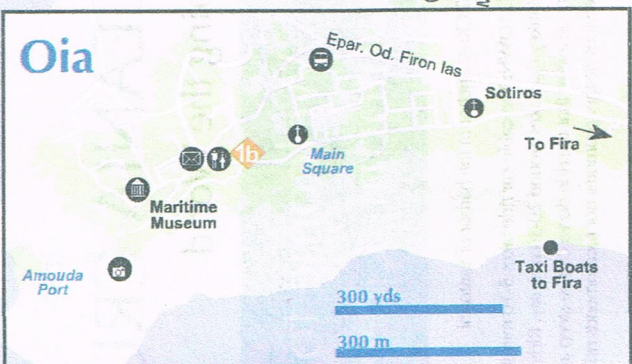 Oia
Epar. Od. Firon Ias
Sotiros
To Fira
1b
Main
Square
Maritime
Museum
Amouda
Port
Taxi Boats
to Fira
300 yds
300 m